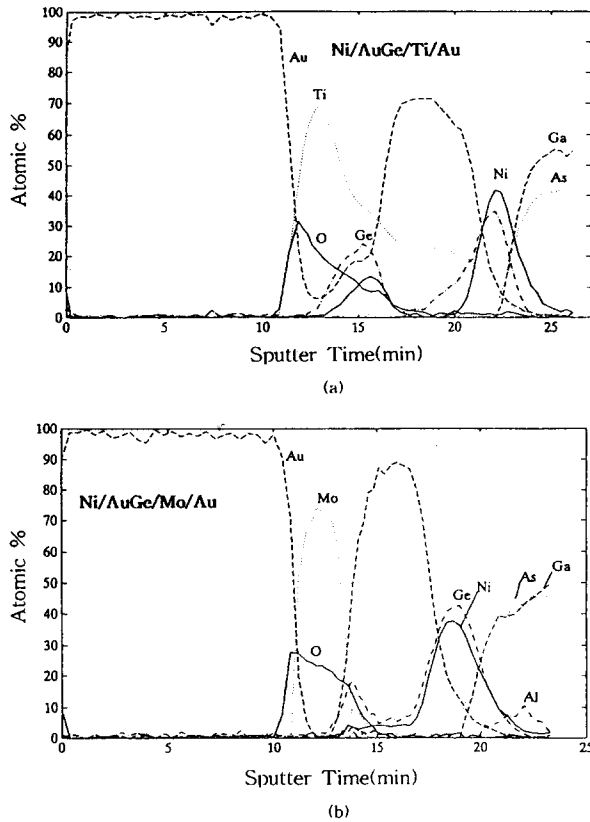 100
90
80
70
60
50
40
30
20
10
0
Atomic %
Au
Ni/AuGe/Ti/Au
Ti
Ga
As
Ni
O
Ge
0
5
10
15
20
25
Sputter Time(min)
(a)
100
90
80
70
60
50
40
30
20
10
0
Atomic %
Au
Ni/AuGe/Mo/Au
Mo
As
Ga
Ge
Ni
O
Al
0
5
10
15
20
25
Sputter Time(min)
(b)